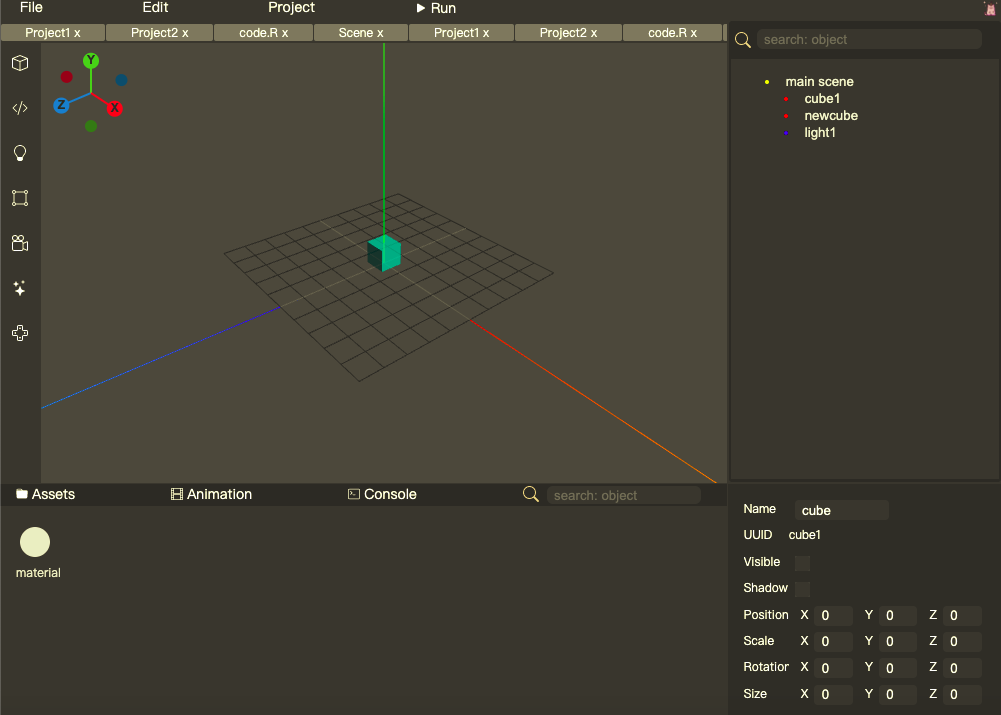 File Edit Project Run
Project1 x Project2 x code.R x Scene x Project1 x Project2 x code.R x
search: object
Y
Z
X
main scene
cube1
newcube
light1
Assets Animation Console search: object
material
Name cube
UUID cube1
Visible
Shadow
Position X 0 Y 0 Z 0
Scale X 0 Y 0 Z 0
Rotation X 0 Y 0 Z 0
Size X 0 Y 0 Z 0